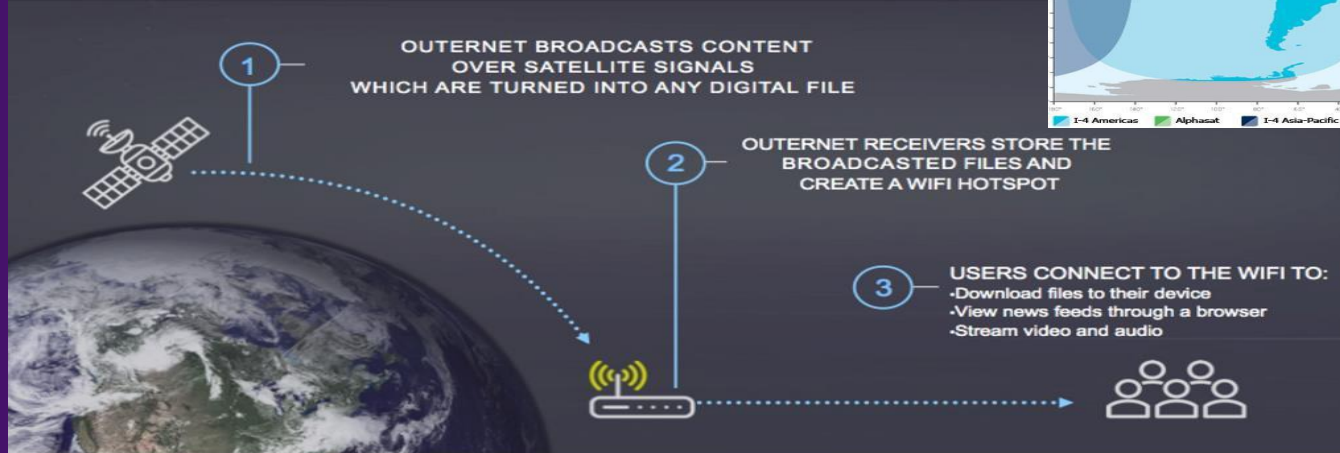 1
OUTERNET BROADCASTS CONTENT
OVER SATELLITE SIGNALS
WHICH ARE TURNED INTO ANY DIGITAL FILE
I-4 Americas Alphasat I-4 Asia-Pacific
2
OUTERNET RECEIVERS STORE THE
BROADCASTED FILES AND
CREATE A WIFI HOTSPOT
3
USERS CONNECT TO THE WIFI TO:
•Download files to their device
•View news feeds through a browser
•Stream video and audio